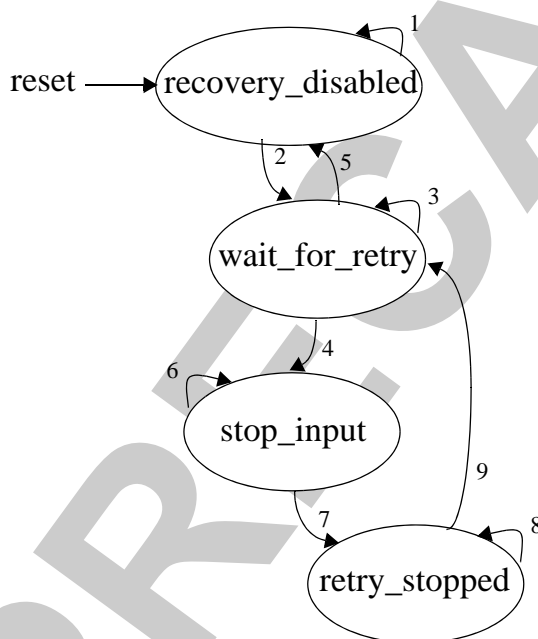 1
reset
recovery_disabled
2
5
3
wait_for_retry
4
6
stop_input
9
7
8
retry_stopped